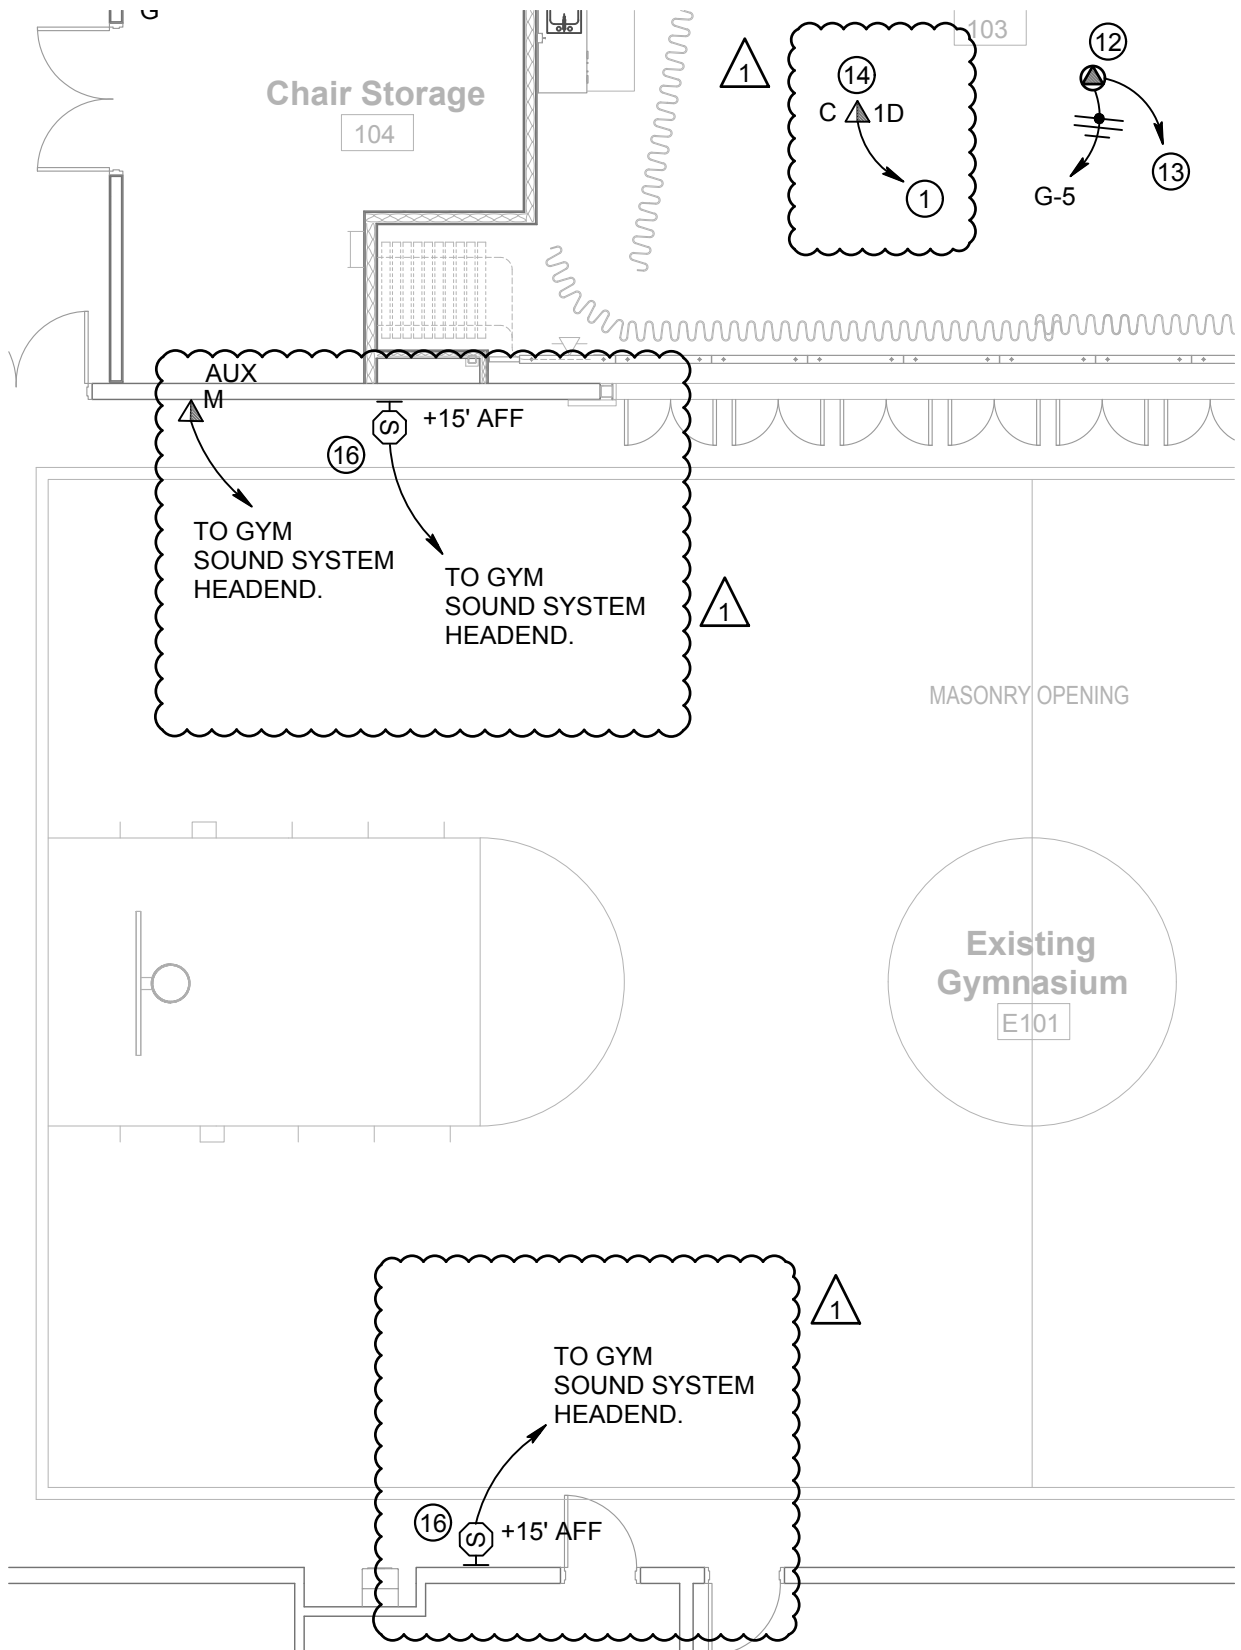 G
103
12
1
14
C 1D
Chair Storage
104
13
1
G-5
AUX
M
+15' AFF
S
16
TO GYM
SOUND SYSTEM
HEADEND.
TO GYM
SOUND SYSTEM
HEADEND.
1
MASONRY OPENING
Existing
Gymnasium
E101
1
TO GYM
SOUND SYSTEM
HEADEND.
16
S
+15' AFF